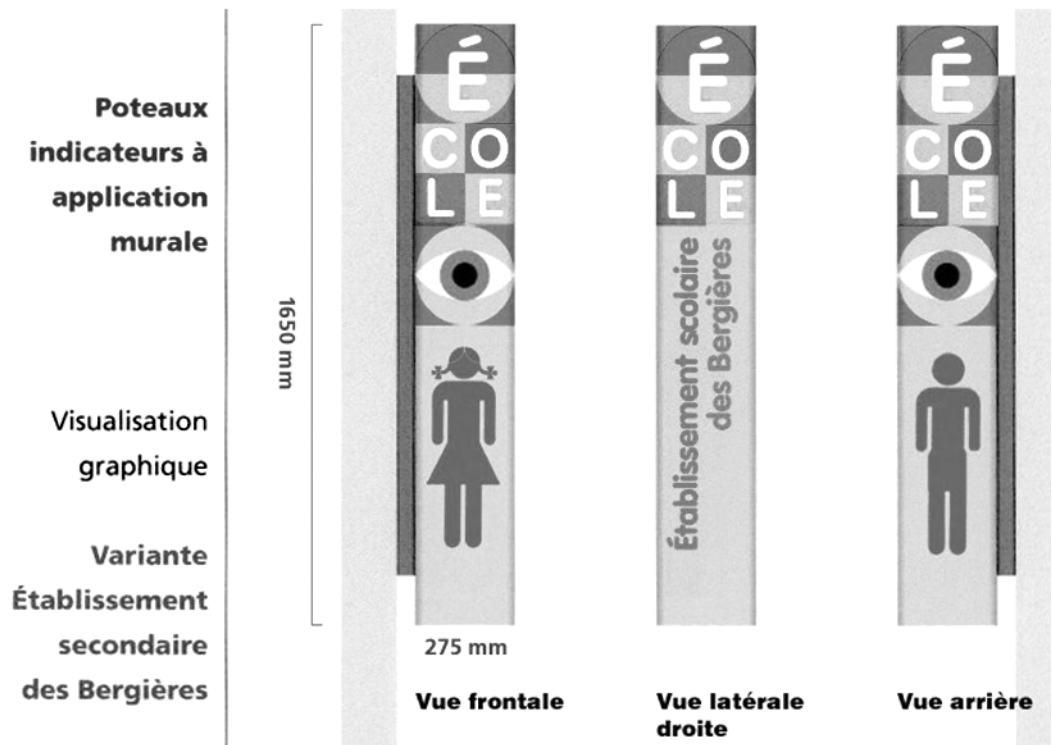 Poteaux
indicateurs à
application
murale
Visualisation
graphique
Variante
Établissement
secondaire
des Bergières
1650 mm
275 mm
É
CO
LE
Vue frontale
É
CO
LE
Établissement scolaire
des Bergières
Vue latérale
droite
É
CO
LE
Vue arrière